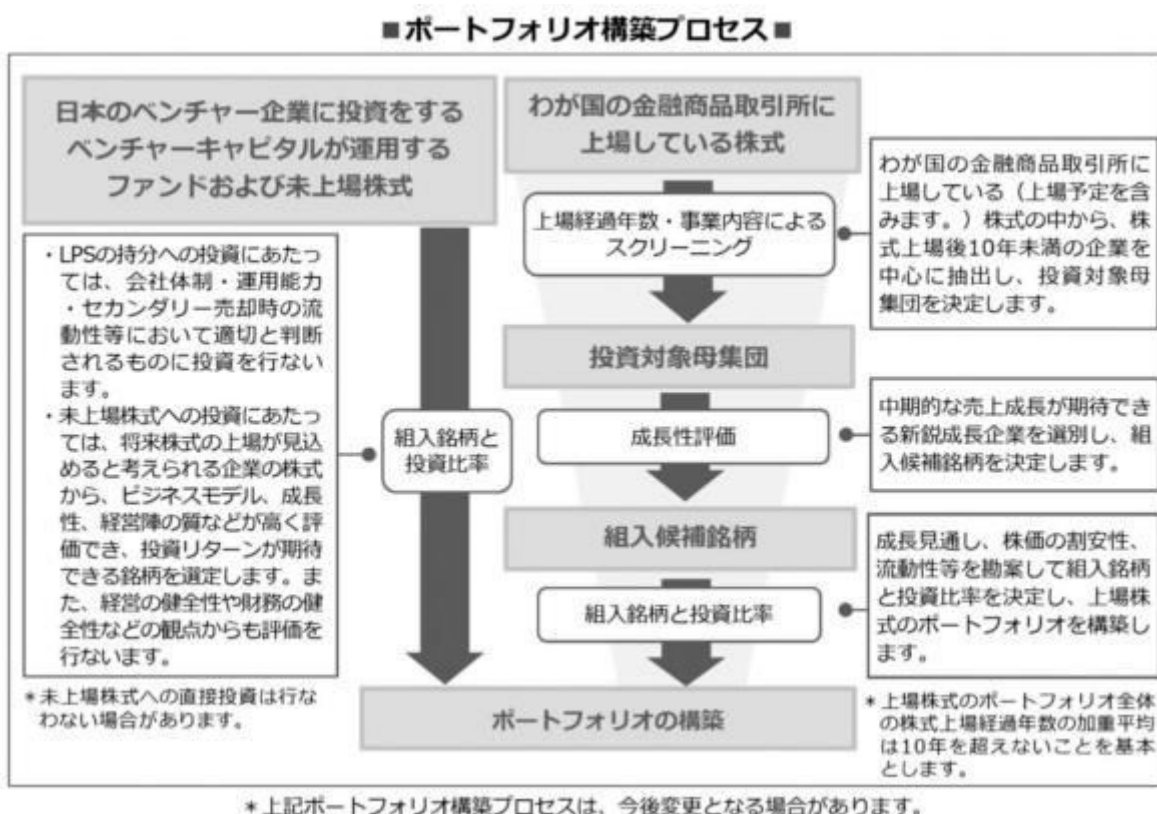 ■ポートフォリオ構築プロセス■
日本のベンチャー企業に投資をする
ベンチャーキャピタルが運用する
ファンドおよび未上場株式
・LPSの持分への投資にあたっ
ては、会社体制・運用能力
・セカンダリー売却時の流
動性等において適切と判断
されるものに投資を行ない
ます。
・未上場株式への投資にあたっ
ては、将来株式の上場が見込
めると考えられる企業の株式
から、ビジネスモデル、成長
性、経営陣の質などが高く評
価でき、投資リターンが期待
できる銘柄を選定します。ま
た、経営の健全性や財務の健
全性などの観点からも評価を
行ないます。
＊未上場株式への直接投資は行な
わない場合があります。
組入銘柄と
投資比率
わが国の金融商品取引所に
上場している株式
上場経過年数・事業内容による
スクリーニング
わが国の金融商品取引所に
上場している（上場予定を含
みます。）株式の中から、株
式上場後10年未満の企業を
中心に抽出し、投資対象母
集団を決定します。
投資対象母集団
成長性評価
中期的な売上成長が期待でき
る新鋭成長企業を選別し、組
入候補銘柄を決定します。
組入候補銘柄
組入銘柄と投資比率
成長見通し、株価の割安性、
流動性等を勘案して組入銘柄
と投資比率を決定し、上場株
式のポートフォリオを構築し
ます。
＊上場株式のポートフォリオ全体
の株式上場経過年数の加重平均
は10年を超えないことを基本
とします。
ポートフォリオの構築
＊上記ポートフォリオ構築プロセスは、今後変更となる場合があります。